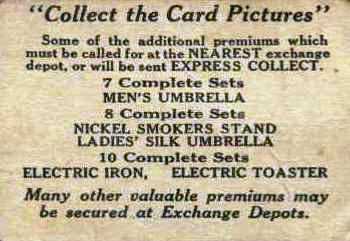 "Collect the Card Pictures"
Some of the additional premiums which
must be called for at the NEAREST exchange
depot, or will be sent EXPRESS COLLECT.
7 Complete Sets
MEN'S UMBRELLA
8 Complete Sets
NICKEL SMOKERS STAND
LADIES' SILK UMBRELLA
10 Complete Sets
ELECTRIC IRON, ELECTRIC TOASTER
Many other valuable premiums may
be secured at Exchange Depots.